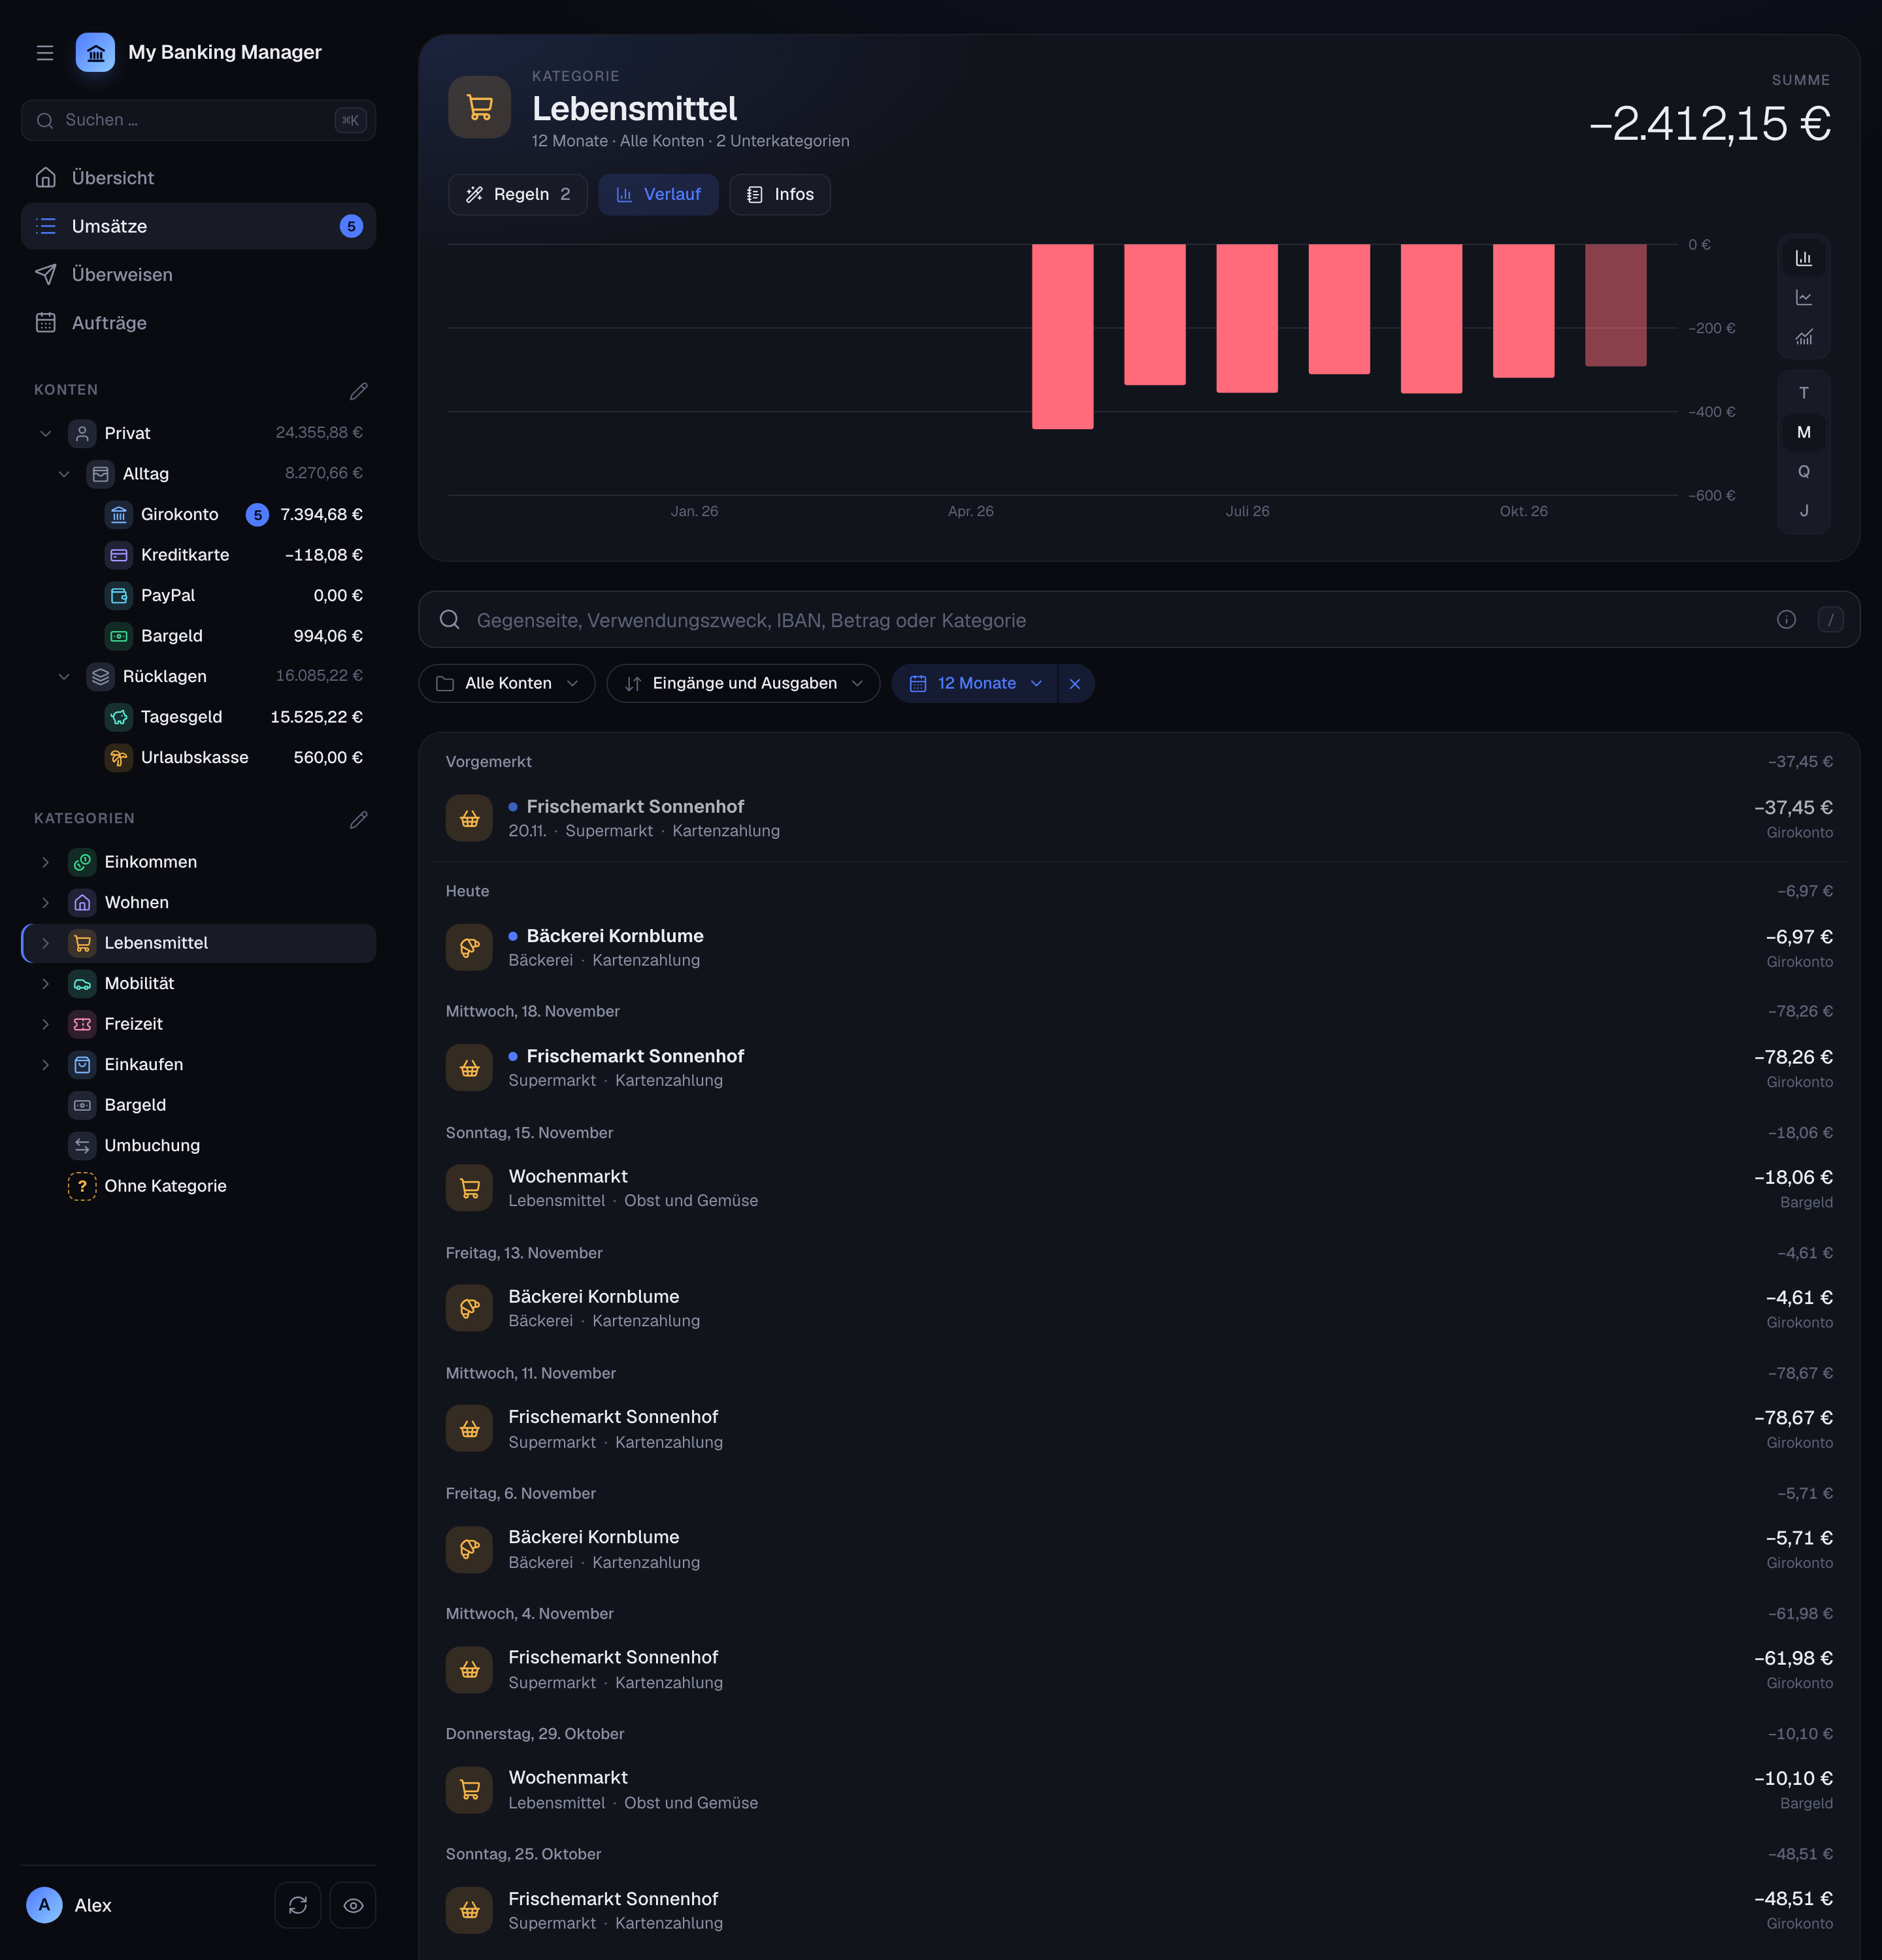 My Banking Manager
Suchen …
⌘K
Übersicht
Umsätze
5
Überweisen
Aufträge
KONTEN
Privat
24.355,88 €
Alltag
8.270,66 €
Girokonto
5
7.394,68 €
Kreditkarte
−118,08 €
PayPal
0,00 €
Bargeld
994,06 €
Rücklagen
16.085,22 €
Tagesgeld
15.525,22 €
Urlaubskasse
560,00 €
KATEGORIEN
Einkommen
Wohnen
Lebensmittel
Mobilität
Freizeit
Einkaufen
Bargeld
Umbuchung
?
Ohne Kategorie
A
Alex
KATEGORIE
Lebensmittel
12 Monate · Alle Konten · 2 Unterkategorien
SUMME
−2.412,15 €
Regeln 2
Verlauf
Infos
0 €
−200 €
−400 €
−600 €
Jan. 26
Apr. 26
Juli 26
Okt. 26
T
M
Q
J
Gegenseite, Verwendungszweck, IBAN, Betrag oder Kategorie
/
Alle Konten
Eingänge und Ausgaben
12 Monate
Vorgemerkt
−37,45 €
Frischemarkt Sonnenhof
−37,45 €
20.11. · Supermarkt · Kartenzahlung
Girokonto
Heute
−6,97 €
Bäckerei Kornblume
−6,97 €
Bäckerei · Kartenzahlung
Girokonto
Mittwoch, 18. November
−78,26 €
Frischemarkt Sonnenhof
−78,26 €
Supermarkt · Kartenzahlung
Girokonto
Sonntag, 15. November
−18,06 €
Wochenmarkt
−18,06 €
Lebensmittel · Obst und Gemüse
Bargeld
Freitag, 13. November
−4,61 €
Bäckerei Kornblume
−4,61 €
Bäckerei · Kartenzahlung
Girokonto
Mittwoch, 11. November
−78,67 €
Frischemarkt Sonnenhof
−78,67 €
Supermarkt · Kartenzahlung
Girokonto
Freitag, 6. November
−5,71 €
Bäckerei Kornblume
−5,71 €
Bäckerei · Kartenzahlung
Girokonto
Mittwoch, 4. November
−61,98 €
Frischemarkt Sonnenhof
−61,98 €
Supermarkt · Kartenzahlung
Girokonto
Donnerstag, 29. Oktober
−10,10 €
Wochenmarkt
−10,10 €
Lebensmittel · Obst und Gemüse
Bargeld
Sonntag, 25. Oktober
−48,51 €
Frischemarkt Sonnenhof
−48,51 €
Supermarkt · Kartenzahlung
Girokonto